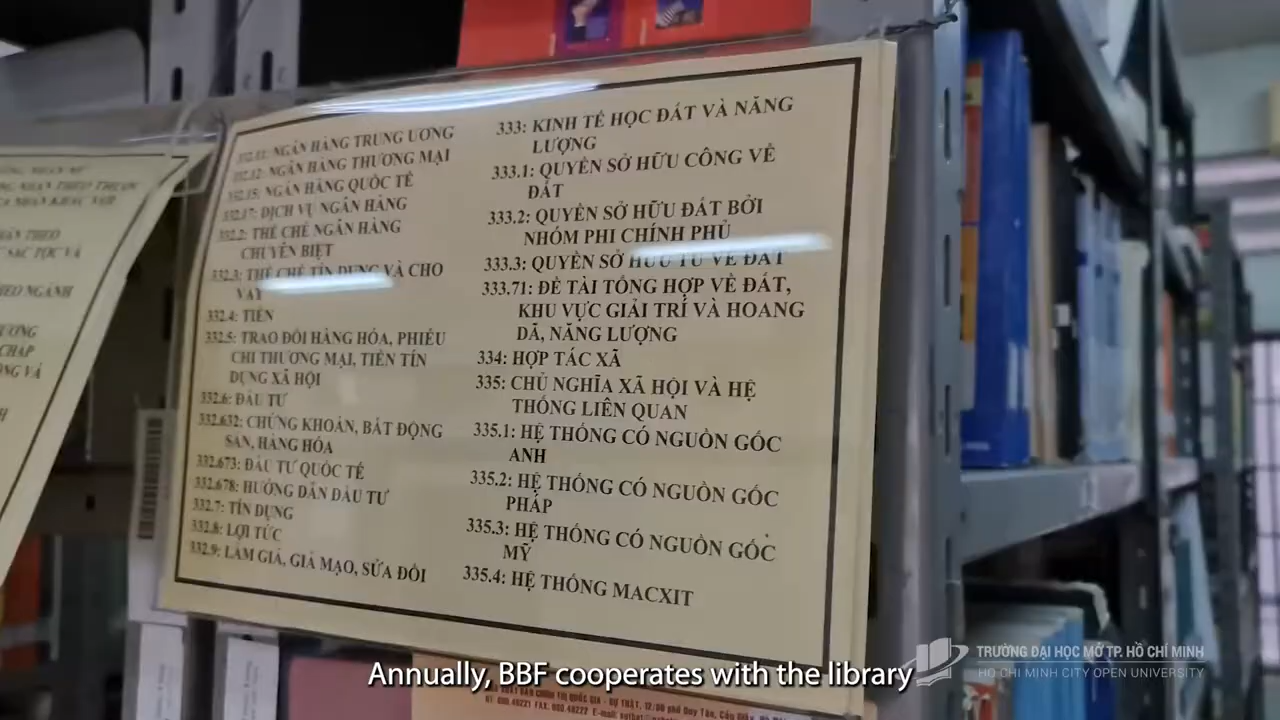 332.11: NGÂN HÀNG TRUNG ƯƠNG
332.12: NGÂN HÀNG THƯƠNG MẠI
332.15: NGÂN HÀNG QUỐC TẾ
332.17: DỊCH VỤ NGÂN HÀNG
332.2: THỂ CHẾ NGÂN HÀNG
CHUYÊN BIỆT
332.3: THỂ CHẾ TÍN DỤNG VÀ CHO
VAY
332.4: TIỀN
332.5: TRAO ĐỔI HÀNG HÓA, PHIẾU
CHI THƯƠNG MẠI, TIỀN TÍN
DỤNG XÃ HỘI
332.6: ĐẦU TƯ
332.632: CHỨNG KHOÁN, BẤT ĐỘNG
SẢN, HÀNG HÓA
332.673: ĐẦU TƯ QUỐC TẾ
332.678: HƯỚNG DẪN ĐẦU TƯ
332.7: TÍN DỤNG
332.8: LỢI TỨC
332.9: LÀM GIẢ, GIẢ MẠO, SỬA ĐỔI
333: KINH TẾ HỌC ĐẤT VÀ NĂNG
LƯỢNG
333.1: QUYỀN SỞ HỮU CÔNG VỀ
ĐẤT
333.2: QUYỀN SỞ HỮU ĐẤT BỞI
NHÓM PHI CHÍNH PHỦ
333.3: QUYỀN SỞ HỮU TƯ VỀ ĐẤT
333.71: ĐỀ TÀI TỔNG HỢP VỀ ĐẤT,
KHU VỰC GIẢI TRÍ VÀ HOANG
DÃ, NĂNG LƯỢNG
334: HỢP TÁC XÃ
335: CHỦ NGHĨA XÃ HỘI VÀ HỆ
THỐNG LIÊN QUAN
335.1: HỆ THỐNG CÓ NGUỒN GỐC
ANH
335.2: HỆ THỐNG CÓ NGUỒN GỐC
PHÁP
335.3: HỆ THỐNG CÓ NGUỒN GỐC
MỸ
335.4: HỆ THỐNG MACXIT
TRƯỜNG ĐẠI HỌC MỞ TP. HỒ CHÍ MINH
HO CHI MINH CITY OPEN UNIVERSITY
Annually, BBF cooperates with the library